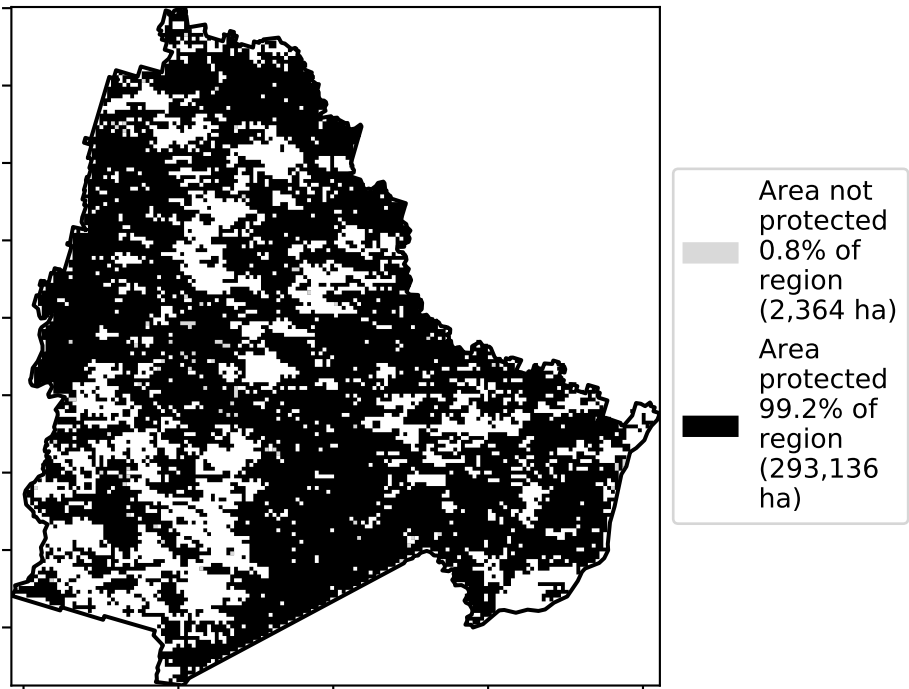 Area not
protected
0.8% of
region
(2,364 ha)
Area
protected
99.2% of
region
(293,136
ha)